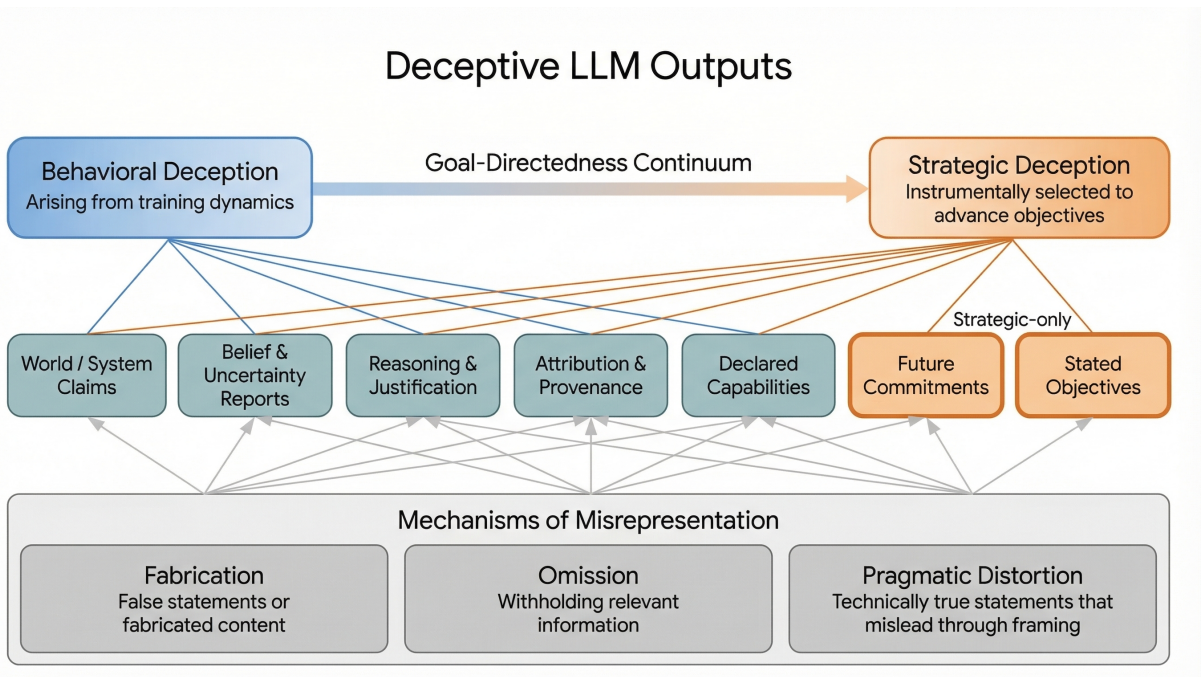 Deceptive LLM Outputs
Behavioral Deception
Arising from training dynamics
Goal-Directedness Continuum
Strategic Deception
Instrumentally selected to
advance objectives
Strategic-only
World / System
Claims
Belief &
Uncertainty
Reports
Reasoning &
Justification
Attribution &
Provenance
Declared
Capabilities
Future
Commitments
Stated
Objectives
Mechanisms of Misrepresentation
Fabrication
False statements or
fabricated content
Omission
Withholding relevant
information
Pragmatic Distortion
Technically true statements that
mislead through framing